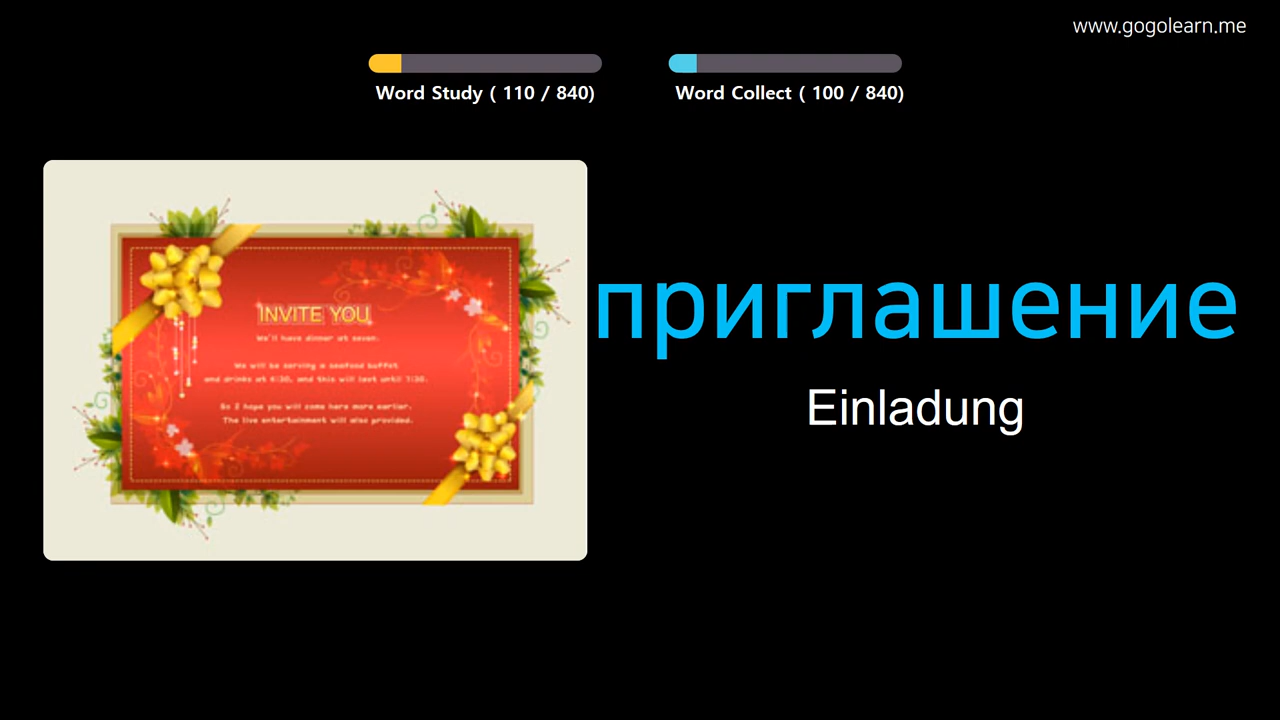 www.gogolearn.me
Word Study ( 110 / 840)
Word Collect ( 100 / 840)
INVITE YOU
We'll have dinner at seven.
We will be serving a seafood buffet
and drinks at 6:30, and this will last until 7:30.
So I hope you will come here more earlier.
The live entertainment will also provided.
приглашение
Einladung